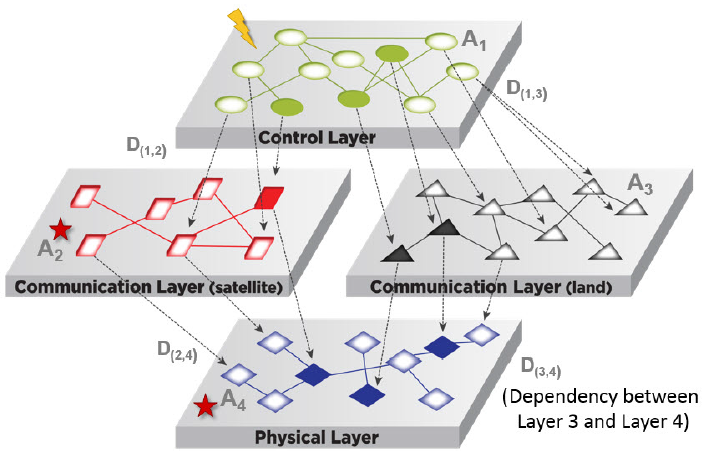 A1
D(1,3)
Control Layer
D(1,2)
A3
A2
Communication Layer (satellite)
Communication Layer (land)
D(2,4)
D(3,4)
A4
(Dependency between
Layer 3 and Layer 4)
Physical Layer